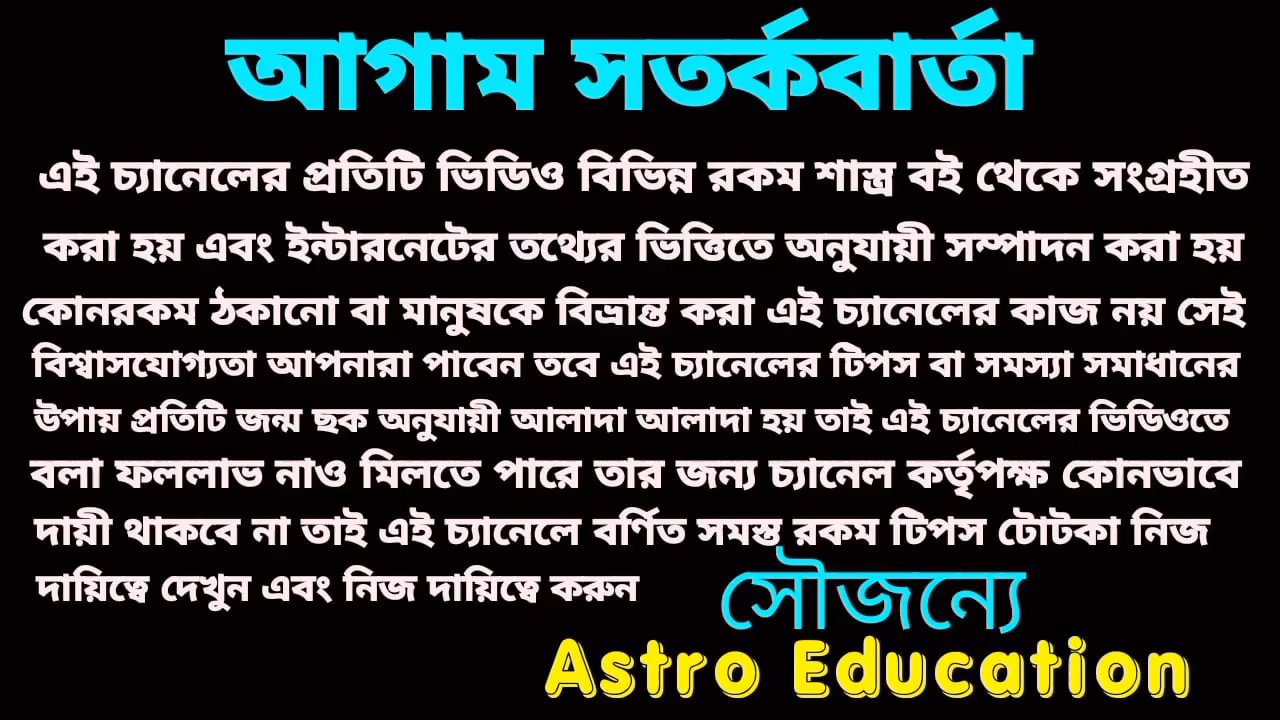 আগাম সতর্কবার্তা
এই চ্যানেলের প্রতিটি ভিডিও বিভিন্ন রকম শাস্ত্র বই থেকে সংগ্রহীত
করা হয় এবং ইন্টারনেটের তথ্যের ভিত্তিতে অনুযায়ী সম্পাদন করা হয়
কোনরকম ঠকানো বা মানুষকে বিভ্রান্ত করা এই চ্যানেলের কাজ নয় সেই
বিশ্বাসযোগ্যতা আপনারা পাবেন তবে এই চ্যানেলের টিপস বা সমস্যা সমাধানের
উপায় প্রতিটি জন্ম ছক অনুযায়ী আলাদা আলাদা হয় তাই এই চ্যানেলের ভিডিওতে
বলা ফললাভ নাও মিলতে পারে তার জন্য চ্যানেল কর্তৃপক্ষ কোনভাবে
দায়ী থাকবে না তাই এই চ্যানেলে বর্ণিত সমস্ত রকম টিপস টোটকা নিজ
দায়িত্বে দেখুন এবং নিজ দায়িত্বে করুন
সৌজন্যে
Astro Education